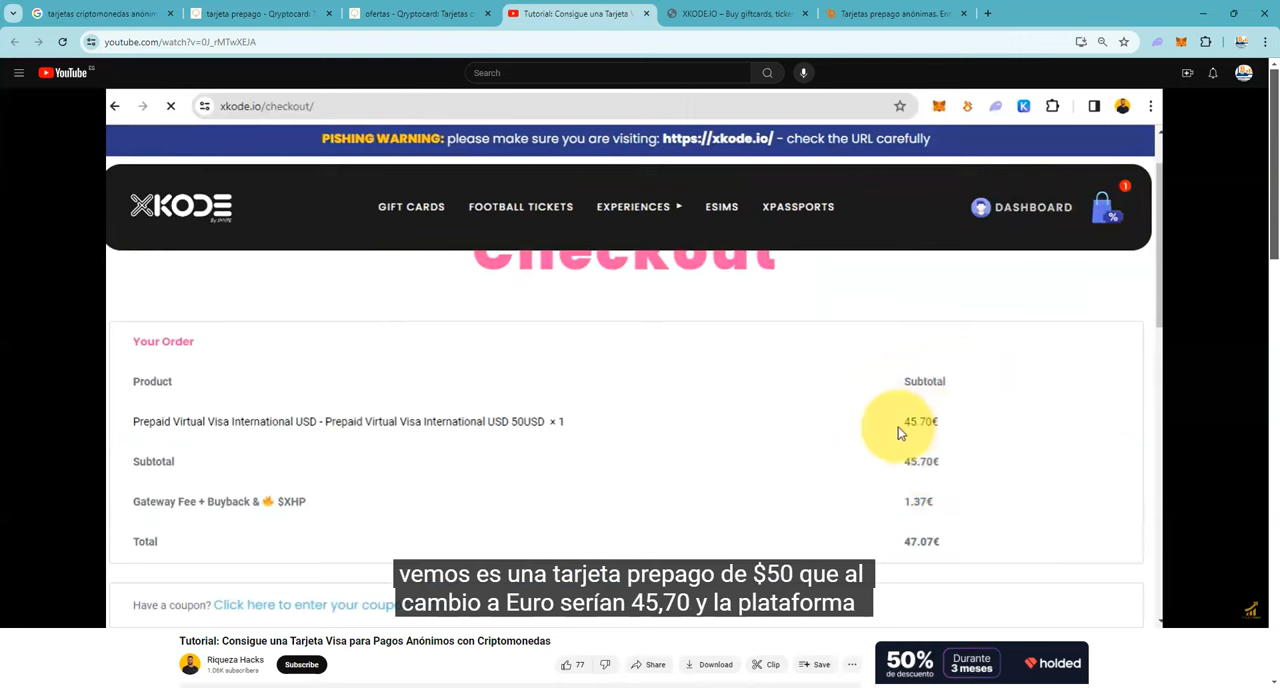 tarjetas criptomonedas anónim
tarjeta prepago - Qryptocard: T
ofertas - Qryptocard: Tarjetas c
Tutorial: Consigue una Tarjeta V
XKODE.IO – Buy giftcards, ticke
Tarjetas prepago anónimas. En
youtube.com/watch?v=0J_rMTwXEJA
YouTube ES
Search
xkode.io/checkout/
PISHING WARNING: please make sure you are visiting: https://xkode.io/ - check the URL carefully
XKODE
GIFT CARDS
FOOTBALL TICKETS
EXPERIENCES
ESIMS
XPASSPORTS
DASHBOARD
1
%
Checkout
Your Order
Product Subtotal
Prepaid Virtual Visa International USD - Prepaid Virtual Visa International USD 50USD × 1 45.70€
Subtotal 45.70€
Gateway Fee + Buyback & 🔥 $XHP 1.37€
Total 47.07€
vemos es una tarjeta prepago de $50 que al
cambio a Euro serían 45,70 y la plataforma
Have a coupon? Click here to enter your coup
Tutorial: Consigue una Tarjeta Visa para Pagos Anónimos con Criptomonedas
Riqueza Hacks
1.06K subscribers
Subscribe
77
Share
Download
Clip
Save
50%
de descuento
Durante
3 meses
holded